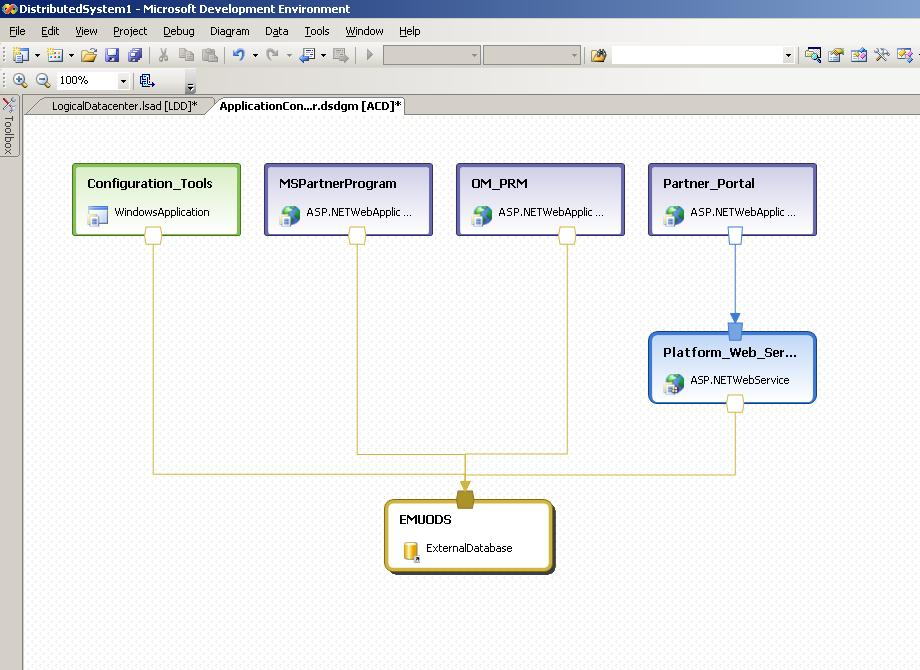 DistributedSystem1 - Microsoft Development Environment
File Edit View Project Debug Diagram Data Tools Window Help
100%
LogicalDatacenter.lsad [LDD]* ApplicationCon...r.dsdgm [ACD]*
Toolbox
Configuration_Tools
WindowsApplication
MSPartnerProgram
ASP.NETWebApplic ...
OM_PRM
ASP.NETWebApplic ...
Partner_Portal
ASP.NETWebApplic ...
Platform_Web_Ser...
ASP.NETWebService
EMUODS
ExternalDatabase